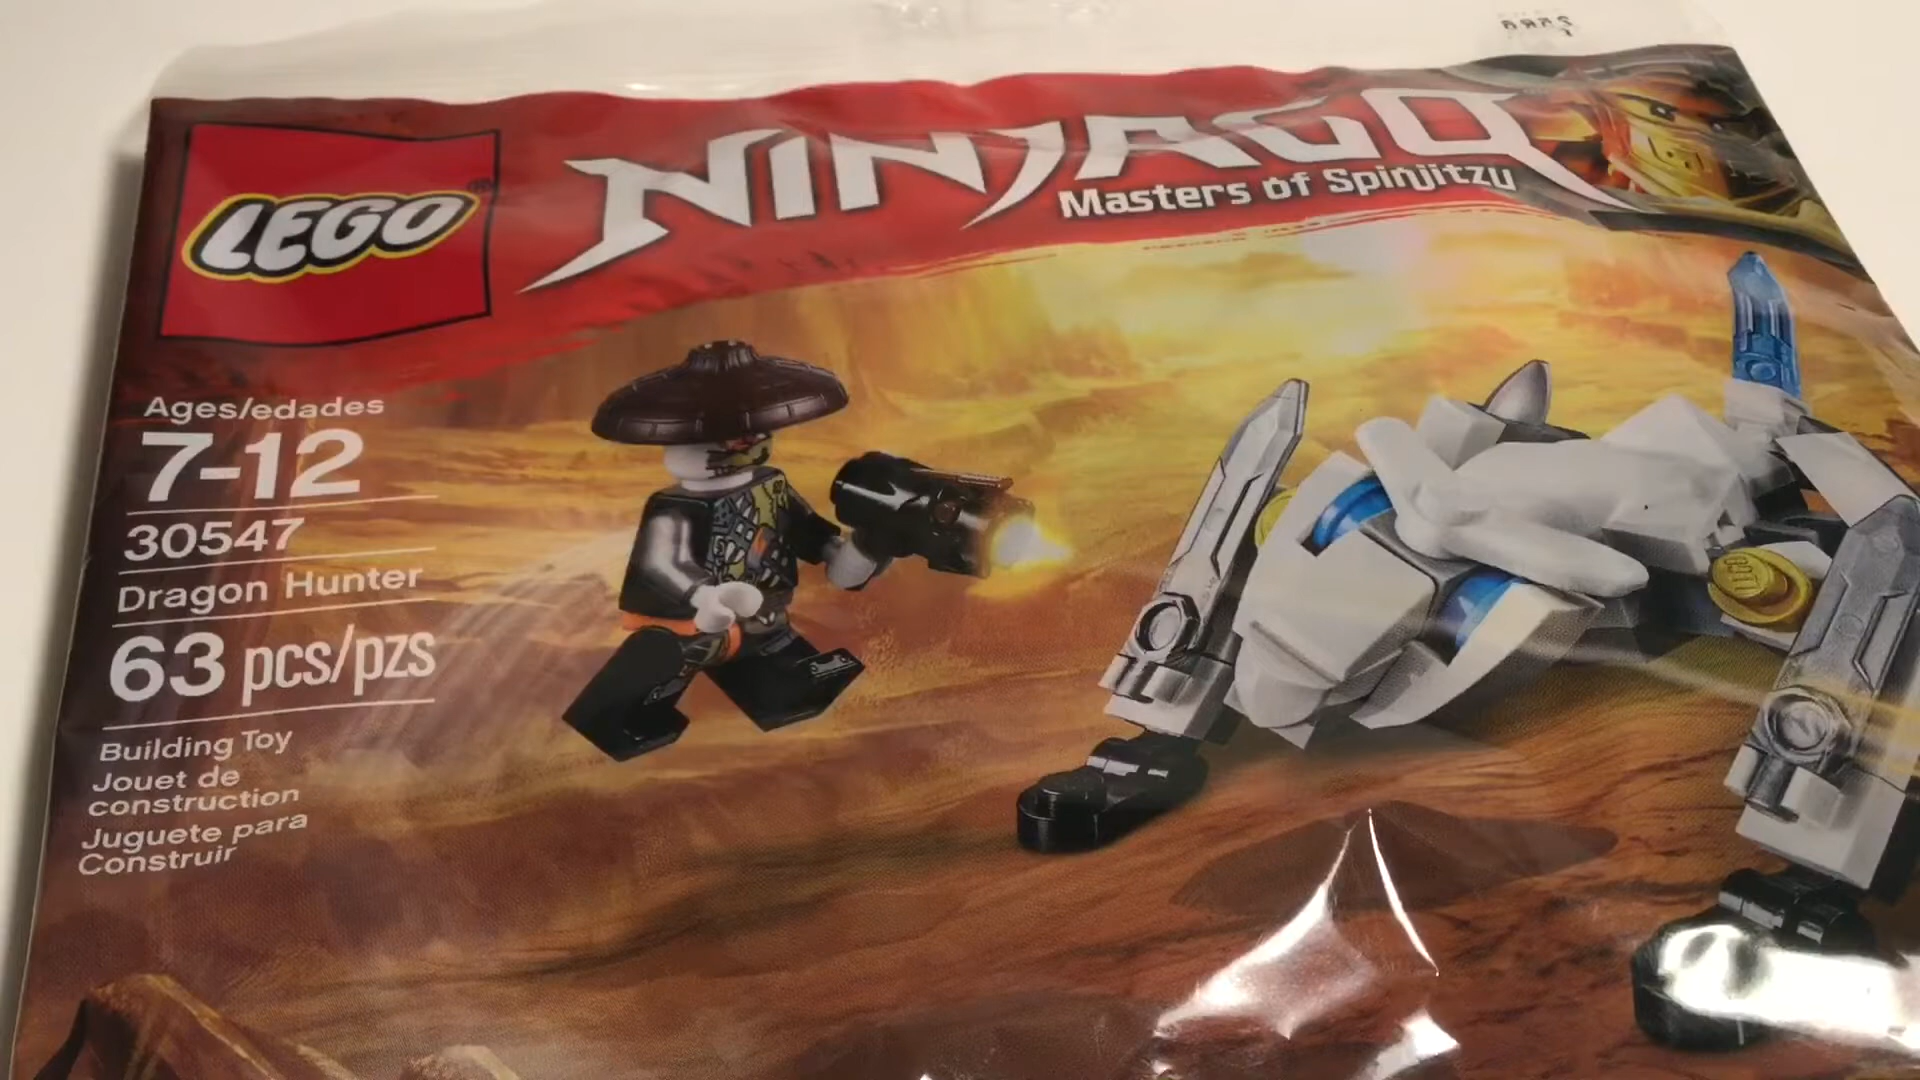 LEGO®
NINJAGO
Masters of Spinjitzu
Ages/edades
7-12
30547
Dragon Hunter
63 pcs/pzs
Building Toy
Jouet de
construction
Juguete para
Construir
LEGO